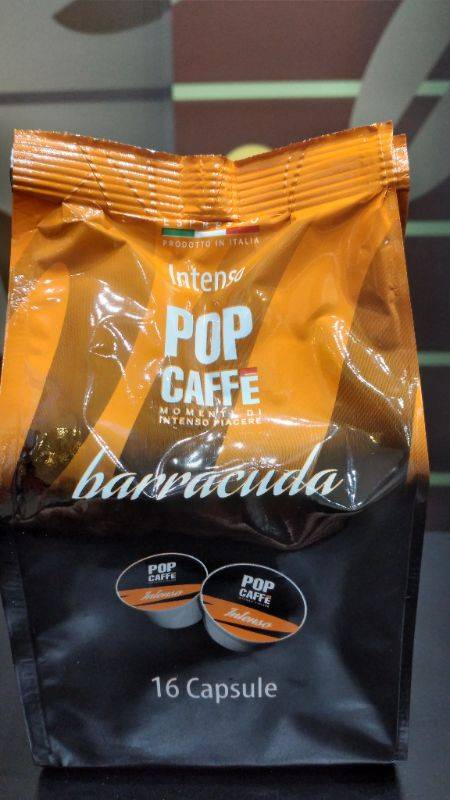 ESPRESSO
PRODOTTO IN ITALIA
Intenso
POP
CAFFÈ
MOMENTI DI
INTENSO PIACERE
barracuda
POP
CAFFÈ
Intenso
POP
CAFFÈ
Intenso
16 Capsule